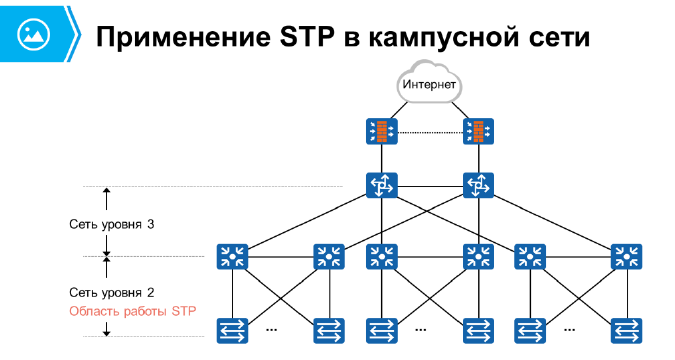 Применение STP в кампусной сети
Интернет
Сеть уровня 3
Сеть уровня 2
Область работы STP
... ... ...